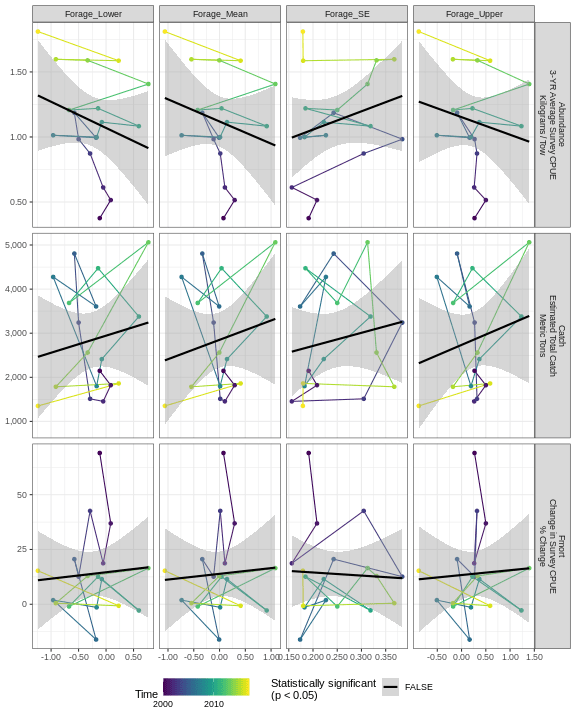 Forage_Lower Forage_Mean Forage_SE Forage_Upper
1.50
1.00
0.50
Abundance
3-YR Average Survey CPUE
Kilograms / Tow
5,000
4,000
3,000
2,000
1,000
Catch
Estimated Total Catch
Metric Tons
50
25
0
Fmort
Change in Survey CPUE
% Change
-1.00 -0.50 0.00 0.50 -1.00 -0.50 0.00 0.50 1.00 0.150 0.200 0.250 0.300 0.350 -0.50 0.00 0.50 1.00 1.50
Time
2000 2010
Statistically significant
(p < 0.05)
FALSE